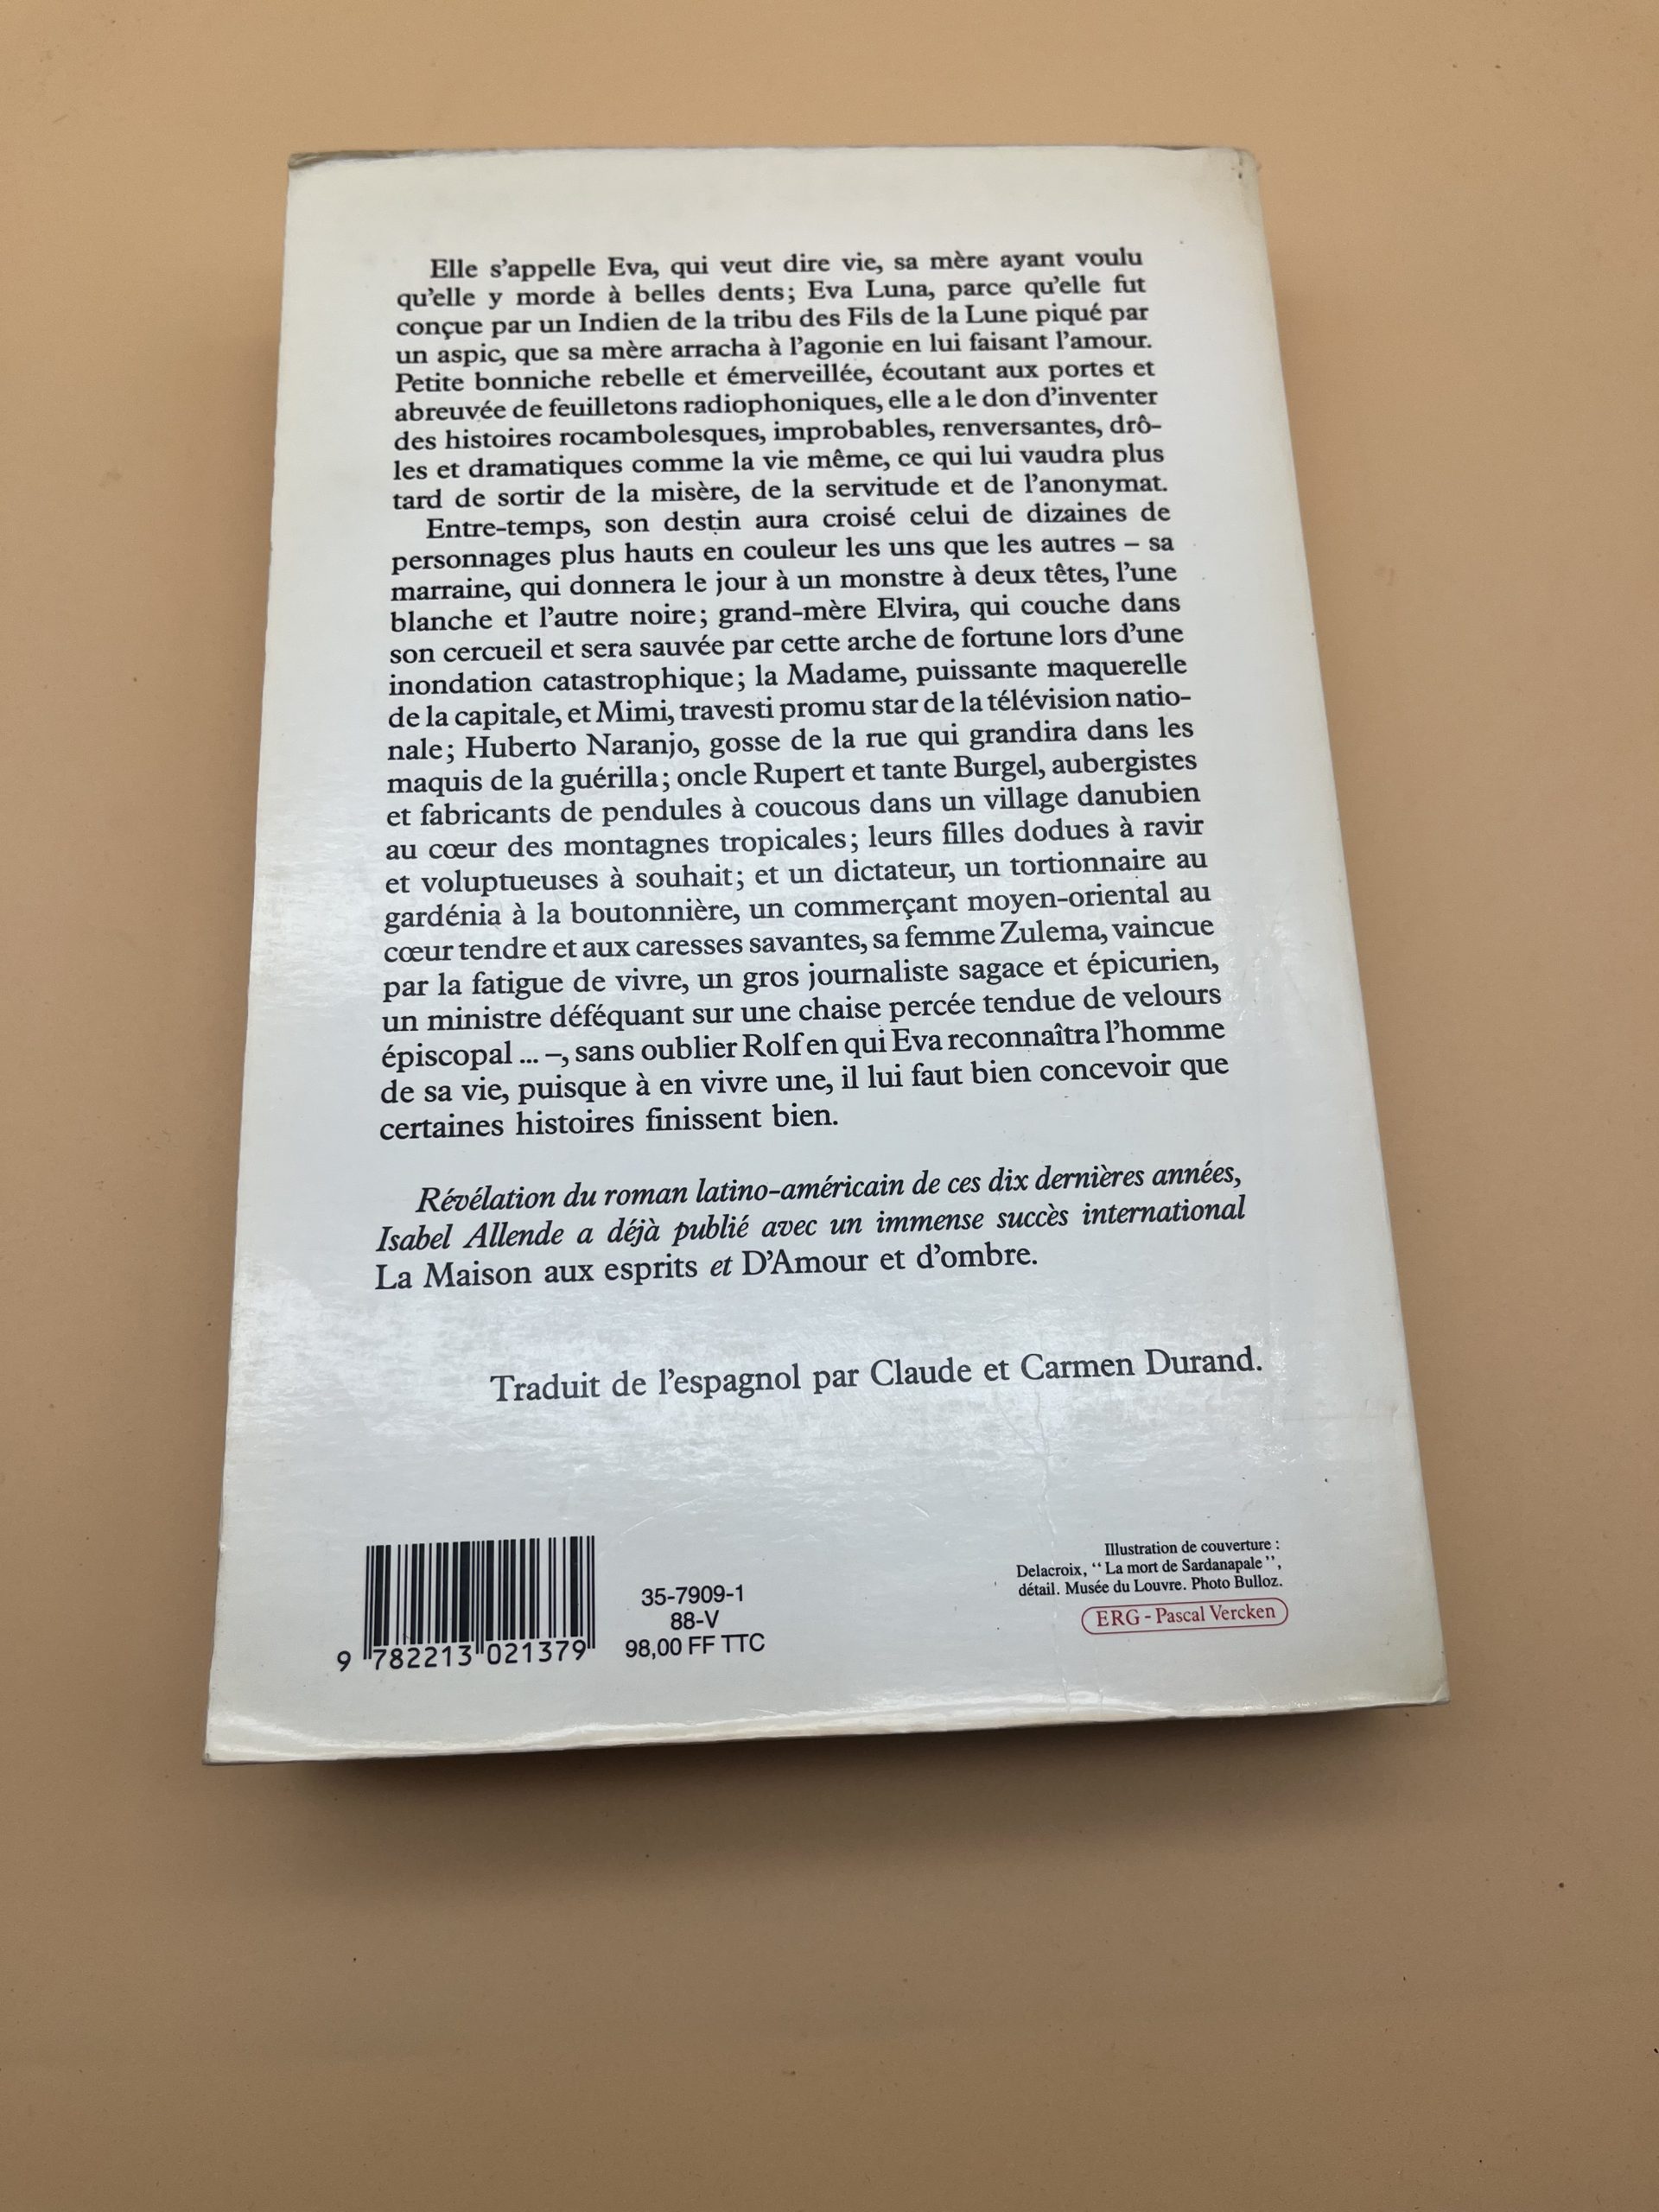 Elle s'appelle Eva, qui veut dire vie, sa mère ayant voulu
qu'elle y morde à belles dents; Eva Luna, parce qu'elle fut
conçue par un Indien de la tribu des Fils de la Lune piqué par
un aspic, que sa mère arracha à l'agonie en lui faisant l'amour.
Petite bonniche rebelle et émerveillée, écoutant aux portes et
abreuvée de feuilletons radiophoniques, elle a le don d'inventer
des histoires rocambolesques, improbables, renversantes, drô-
les et dramatiques comme la vie même, ce qui lui vaudra plus
tard de sortir de la misère, de la servitude et de l'anonymat.
Entre-temps, son destin aura croisé celui de dizaines de
personnages plus hauts en couleur les uns que les autres – sa
marraine, qui donnera le jour à un monstre à deux têtes, l'une
blanche et l'autre noire; grand-mère Elvira, qui couche dans
son cercueil et sera sauvée par cette arche de fortune lors d'une
inondation catastrophique; la Madame, puissante maquerelle
de la capitale, et Mimi, travesti promu star de la télévision natio-
nale; Huberto Naranjo, gosse de la rue qui grandira dans les
maquis de la guérilla; oncle Rupert et tante Burgel, aubergistes
et fabricants de pendules à coucous dans un village danubien
au cœur des montagnes tropicales; leurs filles dodues à ravir
et voluptueuses à souhait; et un dictateur, un tortionnaire au
gardénia à la boutonnière, un commerçant moyen-oriental au
cœur tendre et aux caresses savantes, sa femme Zulema, vaincue
par la fatigue de vivre, un gros journaliste sagace et épicurien,
un ministre déféquant sur une chaise percée tendue de velours
épiscopal ... –, sans oublier Rolf en qui Eva reconnaîtra l'homme
de sa vie, puisque à en vivre une, il lui faut bien concevoir que
certaines histoires finissent bien.
Révélation du roman latino-américain de ces dix dernières années,
Isabel Allende a déjà publié avec un immense succès international
La Maison aux esprits et D'Amour et d'ombre.
Traduit de l'espagnol par Claude et Carmen Durand.
9 782213 021379
35-7909-1
88-V
98,00 FF TTC
Illustration de couverture :
Delacroix, “La mort de Sardanapale”,
détail. Musée du Louvre. Photo Bulloz.
ERG - Pascal Vercken